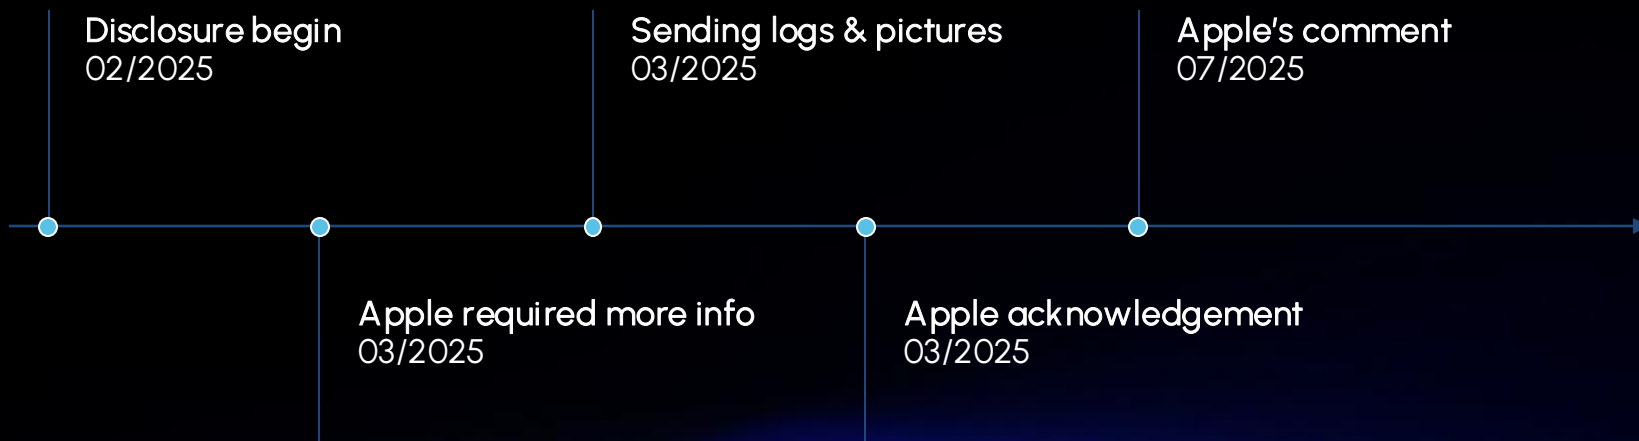 Disclosure begin
02/2025
Apple required more info
03/2025
Sending logs & pictures
03/2025
Apple acknowledgement
03/2025
Apple's comment
07/2025